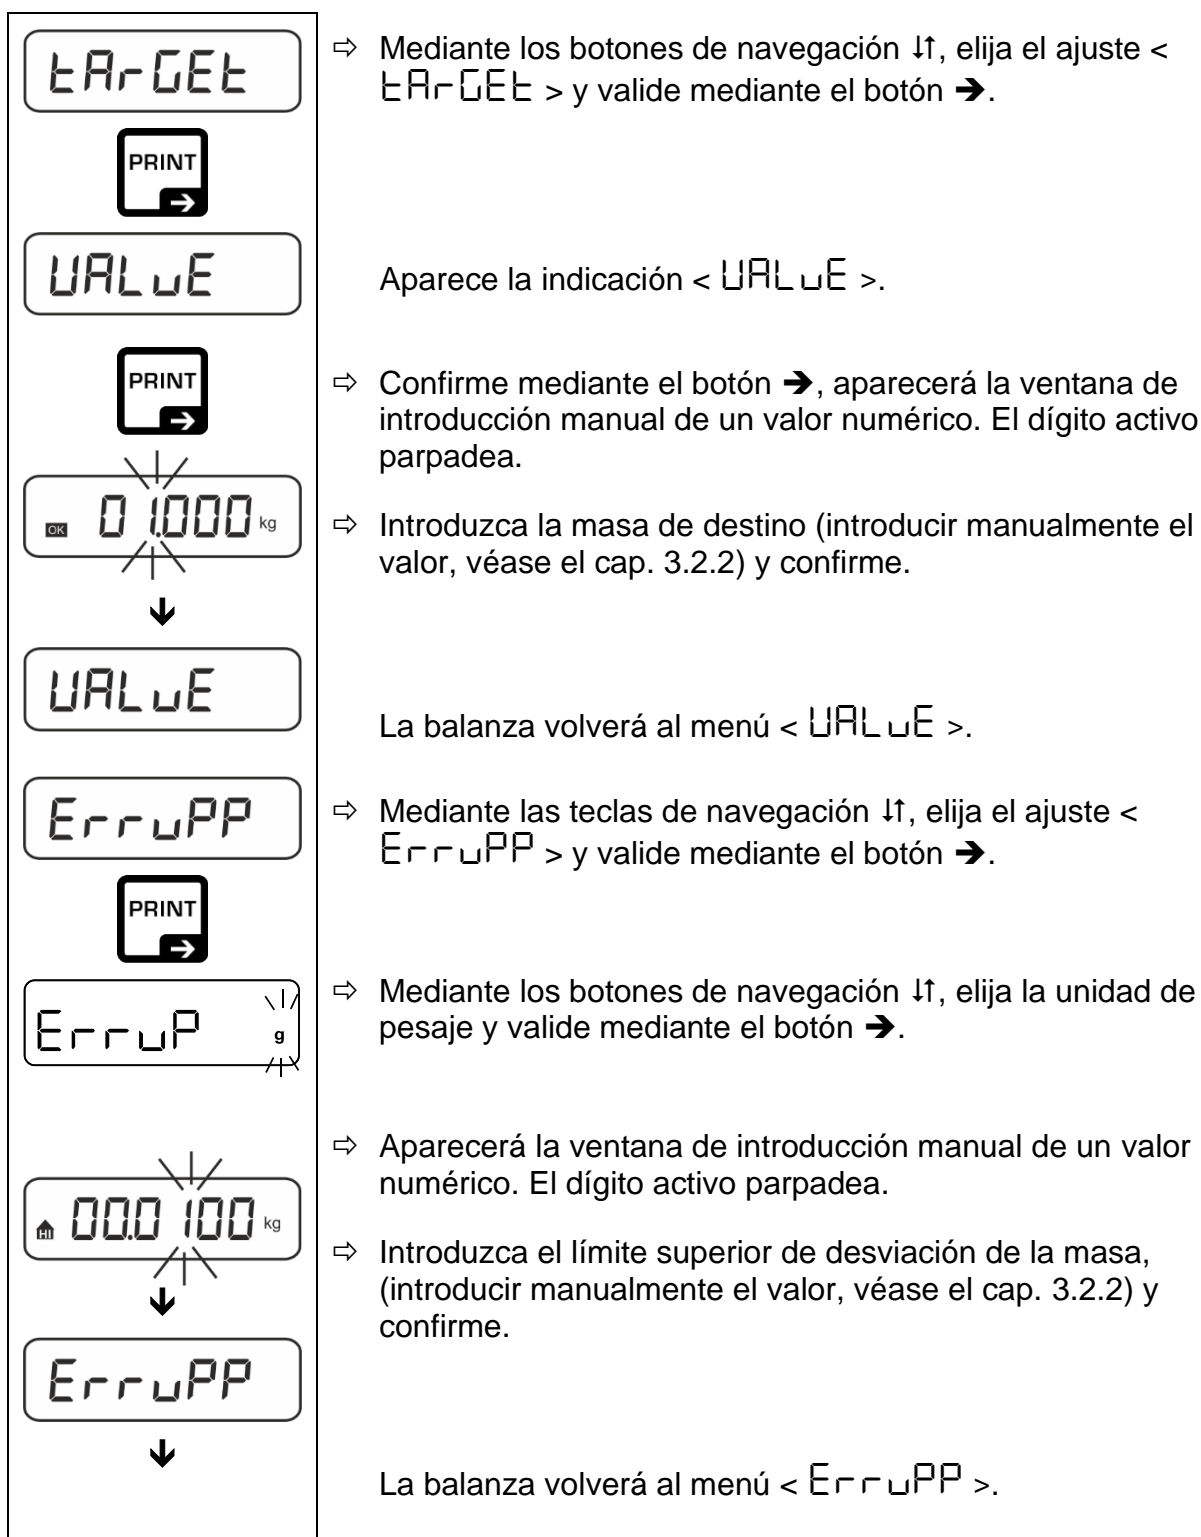 tArGEt
⇨ Mediante los botones de navegación ↓↑, elija el ajuste <
tArGEt > y valide mediante el botón ➔.
PRINT
VALuE
Aparece la indicación < VALuE >.
PRINT
⇨ Confirme mediante el botón ➔, aparecerá la ventana de
introducción manual de un valor numérico. El dígito activo
parpadea.
OK 01.000 kg
⇨ Introduzca la masa de destino (introducir manualmente el
valor, véase el cap. 3.2.2) y confirme.
VALuE
La balanza volverá al menú < VALuE >.
ErruPP
⇨ Mediante las teclas de navegación ↓↑, elija el ajuste <
ErruPP > y valide mediante el botón ➔.
PRINT
ErruP g
⇨ Mediante los botones de navegación ↓↑, elija la unidad de
pesaje y valide mediante el botón ➔.
⇨ Aparecerá la ventana de introducción manual de un valor
numérico. El dígito activo parpadea.
HI 00.0100 kg
⇨ Introduzca el límite superior de desviación de la masa,
(introducir manualmente el valor, véase el cap. 3.2.2) y
confirme.
ErruPP
La balanza volverá al menú < ErruPP >.